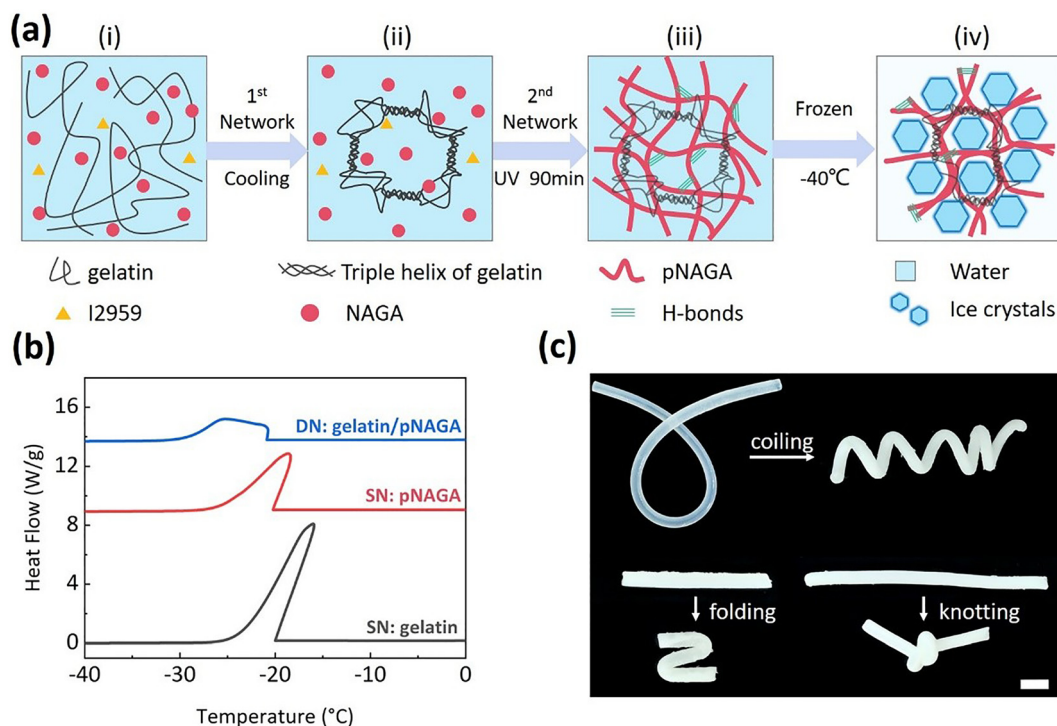 (a)
(i)
(ii)
(iii)
(iv)
1st
Network
Cooling
2nd
Network
UV 90min
Frozen
-40℃
gelatin
Triple helix of gelatin
pNAGA
Water
I2959
NAGA
H-bonds
Ice crystals
(b)
Heat Flow (W/g)
16
12
8
4
0
DN: gelatin/pNAGA
SN: pNAGA
SN: gelatin
-40
-30
-20
-10
0
Temperature (°C)
(c)
coiling
folding
knotting